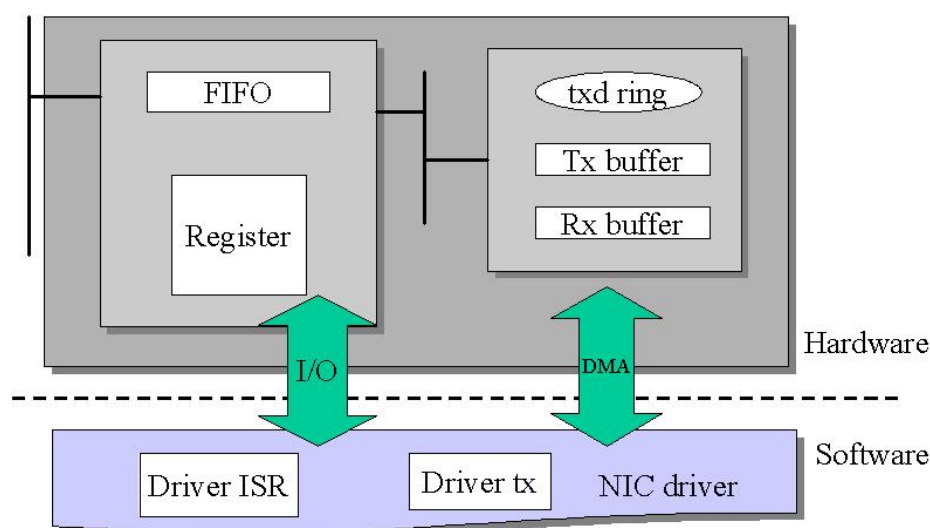 FIFO
txd ring
Tx buffer
Register
Rx buffer
Hardware
I/O
DMA
Software
Driver ISR
Driver tx
NIC driver